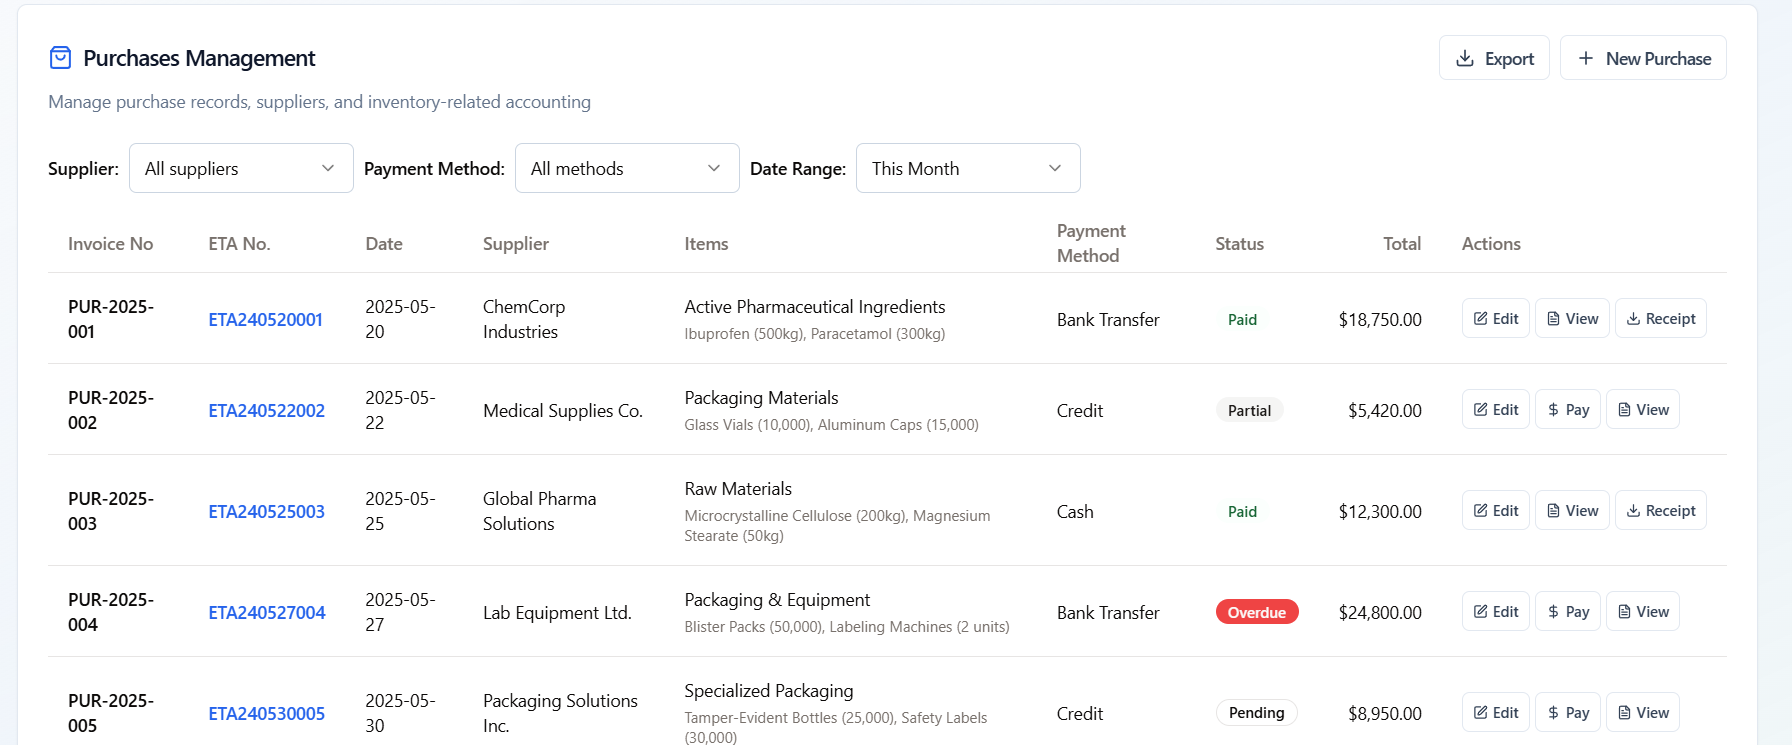 Purchases Management
Export
New Purchase
Manage purchase records, suppliers, and inventory-related accounting
Supplier:
All suppliers
Payment Method:
All methods
Date Range:
This Month
Invoice No
ETA No.
Date
Supplier
Items
Payment
Method
Status
Total
Actions
PUR-2025-
001
ETA240520001
2025-05-
20
ChemCorp
Industries
Active Pharmaceutical Ingredients
Ibuprofen (500kg), Paracetamol (300kg)
Bank Transfer
Paid
$18,750.00
Edit
View
Receipt
PUR-2025-
002
ETA240522002
2025-05-
22
Medical Supplies Co.
Packaging Materials
Glass Vials (10,000), Aluminum Caps (15,000)
Credit
Partial
$5,420.00
Edit
$ Pay
View
PUR-2025-
003
ETA240525003
2025-05-
25
Global Pharma
Solutions
Raw Materials
Microcrystalline Cellulose (200kg), Magnesium
Stearate (50kg)
Cash
Paid
$12,300.00
Edit
View
Receipt
PUR-2025-
004
ETA240527004
2025-05-
27
Lab Equipment Ltd.
Packaging & Equipment
Blister Packs (50,000), Labeling Machines (2 units)
Bank Transfer
Overdue
$24,800.00
Edit
$ Pay
View
PUR-2025-
005
ETA240530005
2025-05-
30
Packaging Solutions
Inc.
Specialized Packaging
Tamper-Evident Bottles (25,000), Safety Labels
(30,000)
Credit
Pending
$8,950.00
Edit
$ Pay
View